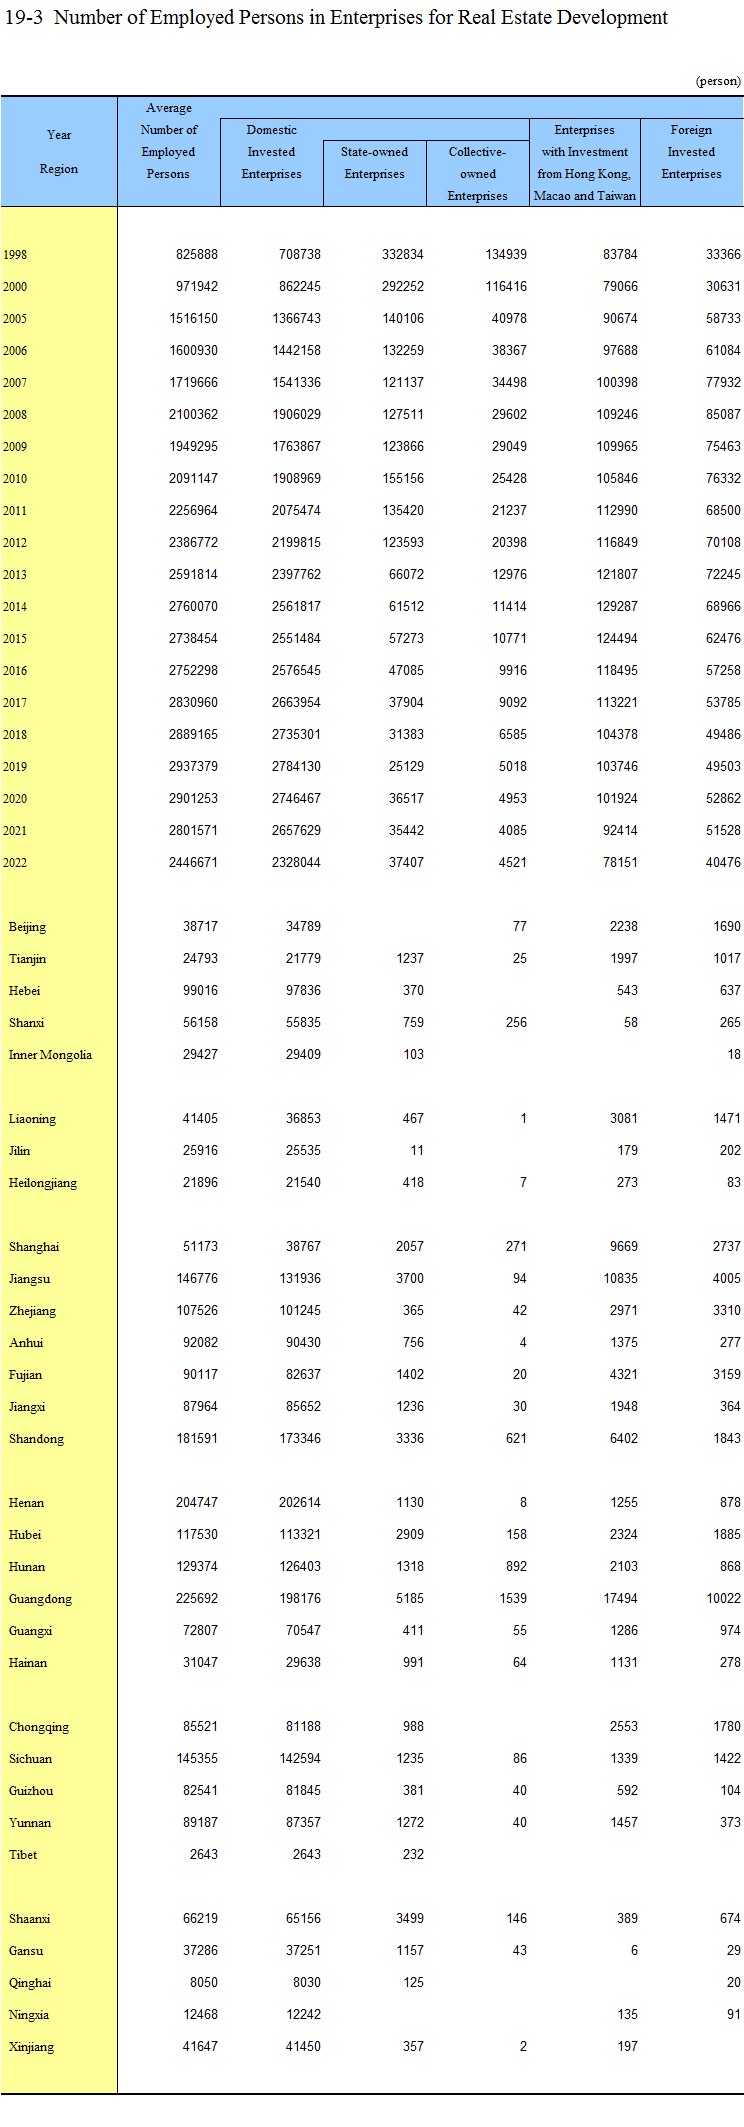 19-3 Number of Employed Persons in Enterprises for Real Estate Development
(person)
Year
Region
Average
Number of
Employed
Persons
Domestic
Invested
Enterprises
State-owned
Enterprises
Collective-
owned
Enterprises
Enterprises
with Investment
from Hong Kong,
Macao and Taiwan
Foreign
Invested
Enterprises
1998 825888 708738 332834 134939 83784 33366
2000 971942 862245 292252 116416 79066 30631
2005 1516150 1366743 140106 40978 90674 58733
2006 1600930 1442158 132259 38367 97688 61084
2007 1719666 1541336 121137 34498 100398 77932
2008 2100362 1906029 127511 29602 109246 85087
2009 1949295 1763867 123866 29049 109965 75463
2010 2091147 1908969 155156 25428 105846 76332
2011 2256964 2075474 135420 21237 112990 68500
2012 2386772 2199815 123593 20398 116849 70108
2013 2591814 2397762 66072 12976 121807 72245
2014 2760070 2561817 61512 11414 129287 68966
2015 2738454 2551484 57273 10771 124494 62476
2016 2752298 2576545 47085 9916 118495 57258
2017 2830960 2663954 37904 9092 113221 53785
2018 2889165 2735301 31383 6585 104378 49486
2019 2937379 2784130 25129 5018 103746 49503
2020 2901253 2746467 36517 4953 101924 52862
2021 2801571 2657629 35442 4085 92414 51528
2022 2446671 2328044 37407 4521 78151 40476
Beijing 38717 34789 77 2238 1690
Tianjin 24793 21779 1237 25 1997 1017
Hebei 99016 97836 370 543 637
Shanxi 56158 55835 759 256 58 265
Inner Mongolia 29427 29409 103 18
Liaoning 41405 36853 467 1 3081 1471
Jilin 25916 25535 11 179 202
Heilongjiang 21896 21540 418 7 273 83
Shanghai 51173 38767 2057 271 9669 2737
Jiangsu 146776 131936 3700 94 10835 4005
Zhejiang 107526 101245 365 42 2971 3310
Anhui 92082 90430 756 4 1375 277
Fujian 90117 82637 1402 20 4321 3159
Jiangxi 87964 85652 1236 30 1948 364
Shandong 181591 173346 3336 621 6402 1843
Henan 204747 202614 1130 8 1255 878
Hubei 117530 113321 2909 158 2324 1885
Hunan 129374 126403 1318 892 2103 868
Guangdong 225692 198176 5185 1539 17494 10022
Guangxi 72807 70547 411 55 1286 974
Hainan 31047 29638 991 64 1131 278
Chongqing 85521 81188 988 2553 1780
Sichuan 145355 142594 1235 86 1339 1422
Guizhou 82541 81845 381 40 592 104
Yunnan 89187 87357 1272 40 1457 373
Tibet 2643 2643 232
Shaanxi 66219 65156 3499 146 389 674
Gansu 37286 37251 1157 43 6 29
Qinghai 8050 8030 125 20
Ningxia 12468 12242 135 91
Xinjiang 41647 41450 357 2 197